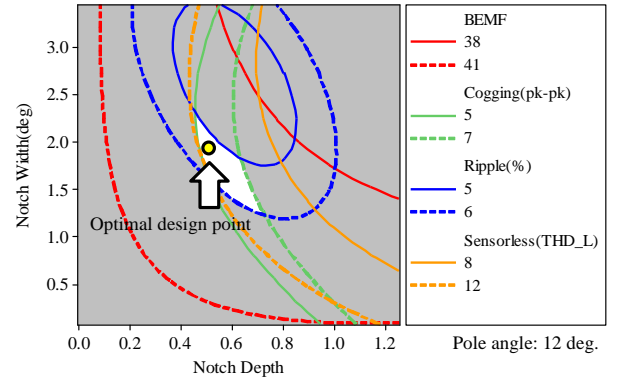 BEMF
38
41
Cogging(pk-pk)
5
7
Ripple(%)
5
6
Sensorless(THD_L)
8
12
Pole angle: 12 deg.
Notch Width(deg)
3.0
2.5
2.0
1.5
1.0
0.5
Optimal design point
0.0 0.2 0.4 0.6 0.8 1.0 1.2
Notch Depth